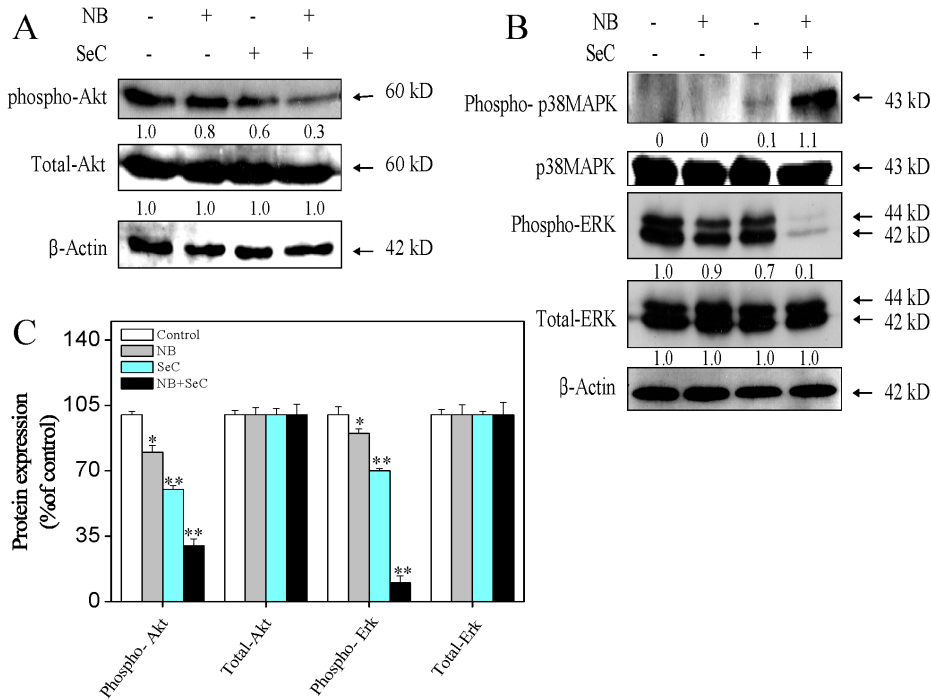 A
NB - + - +
SeC - - + +
phospho-Akt ← 60 kD
1.0 0.8 0.6 0.3
Total-Akt ← 60 kD
1.0 1.0 1.0 1.0
β-Actin ← 42 kD
B
NB - + - +
SeC - - + +
Phospho- p38MAPK ← 43 kD
0 0 0.1 1.1
p38MAPK ← 43 kD
Phospho-ERK ← 44 kD
← 42 kD
1.0 0.9 0.7 0.1
Total-ERK ← 44 kD
← 42 kD
1.0 1.0 1.0 1.0
β-Actin ← 42 kD
C
Protein expression
(%of control)
140
105
70
35
0
Control
NB
SeC
NB+SeC
* ** **
* ** **
Phospho- Akt
Total-Akt
Phospho- Erk
Total-Erk